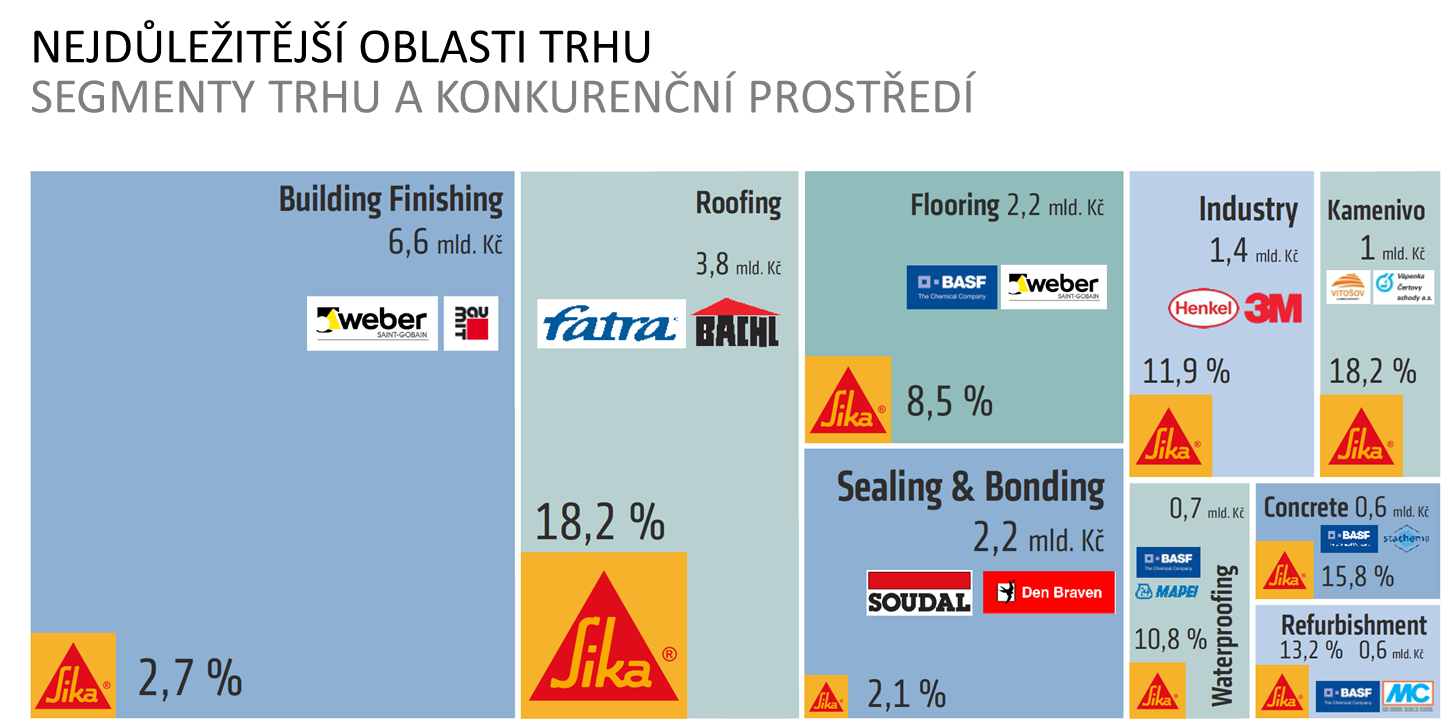 NEJDŮLEŽITĚJŠÍ OBLASTI TRHU
SEGMENTY TRHU A KONKURENČNÍ PROSTŘEDÍ
Building Finishing
6,6 mld. Kč
weber
SAINT-GOBAIN
bau
mit
Sika®
2,7 %
Roofing
3,8 mld. Kč
fatra
BACHL
18,2 %
Sika®
Flooring 2,2 mld. Kč
BASF
The Chemical Company
weber
SAINT-GOBAIN
Sika®
8,5 %
Sealing & Bonding
2,2 mld. Kč
SOUDAL
Den Braven
Sika®
2,1 %
Industry
1,4 mld. Kč
Henkel
3M
11,9 %
Sika®
Kamenivo
1 mld. Kč
VITOŠOV
Vápenka
Čertovy
schody a.s.
18,2 %
Sika®
0,7 mld. Kč
BASF
The Chemical Company
MAPEI
Waterproofing
10,8 %
Sika®
Concrete 0,6 mld. Kč
BASF
stachema
Sika®
15,8 %
Refurbishment
13,2 % 0,6 mld. Kč
Sika®
BASF
The Chemical Company
MC